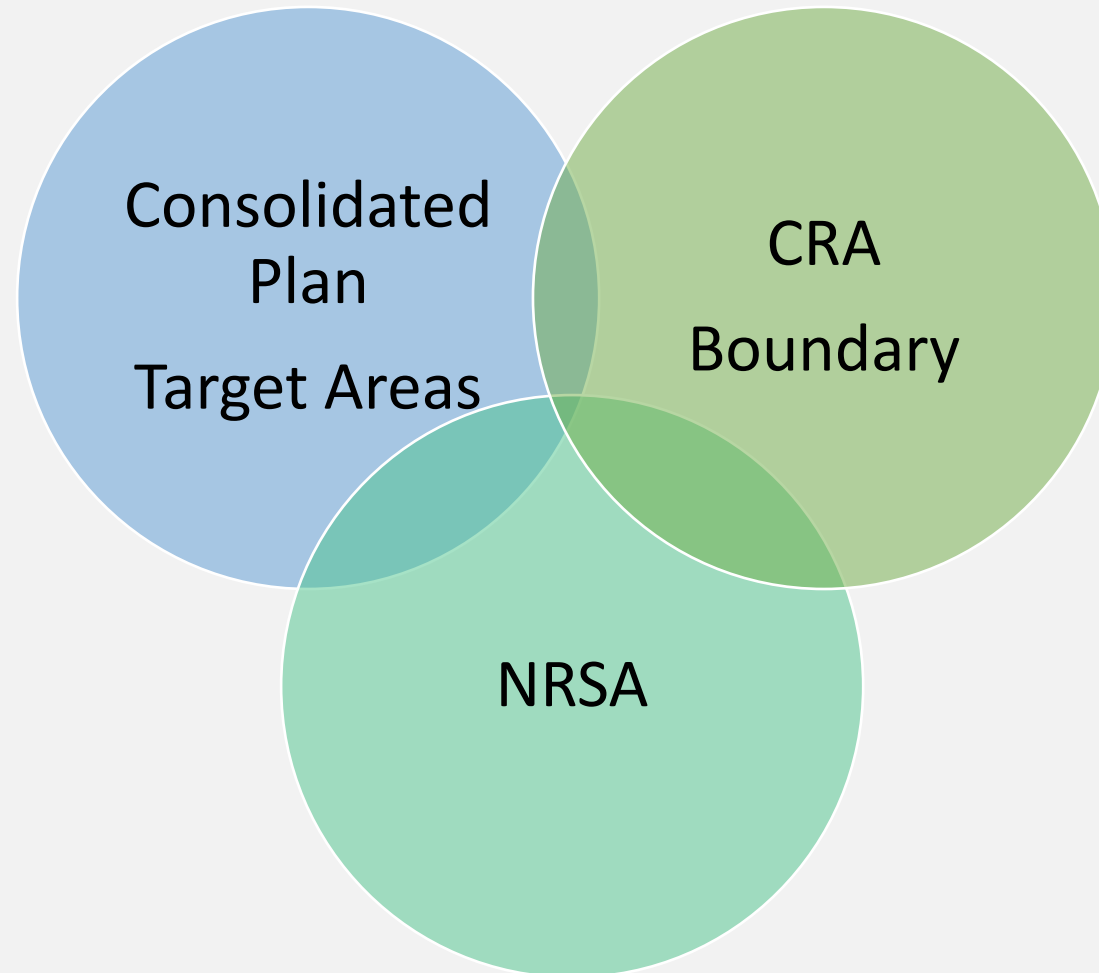 Consolidated
Plan
Target Areas
CRA
Boundary
NRSA